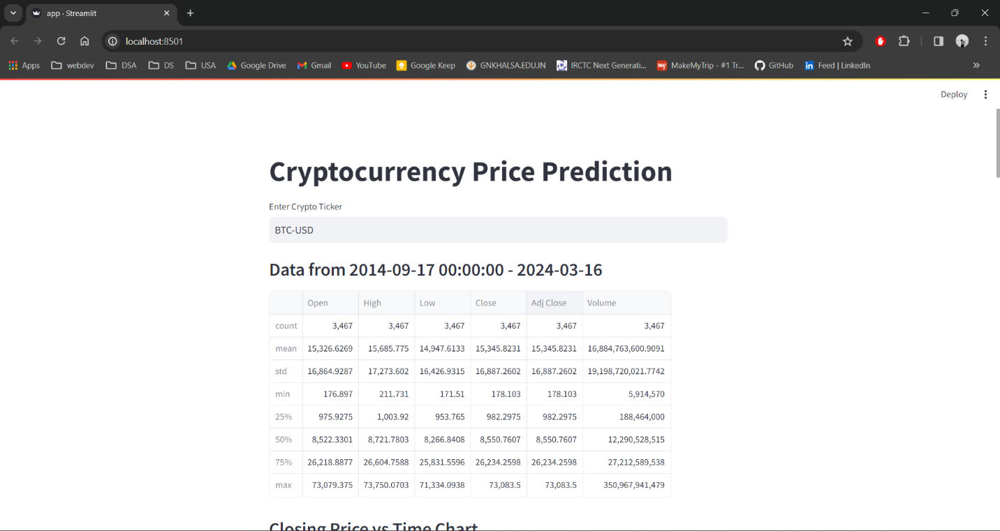 app · Streamlit
localhost:8501
Apps webdev DSA DS USA Google Drive Gmail YouTube Google Keep GNKHALSA.EDU.IN IRCTC Next Generati... MakeMyTrip - #1 Tr... GitHub Feed | LinkedIn
Deploy
Cryptocurrency Price Prediction
Enter Crypto Ticker
BTC-USD
Data from 2014-09-17 00:00:00 - 2024-03-16
Open High Low Close Adj Close Volume
count 3,467 3,467 3,467 3,467 3,467 3,467
mean 15,326.6269 15,685.775 14,947.6133 15,345.8231 15,345.8231 16,884,763,600.9091
std 16,864.9287 17,273.602 16,426.9315 16,887.2602 16,887.2602 19,198,720,021.7742
min 176.897 211.731 171.51 178.103 178.103 5,914,570
25% 975.9275 1,003.92 953.765 982.2975 982.2975 188,464,000
50% 8,522.3301 8,721.7803 8,266.8408 8,550.7607 8,550.7607 12,290,528,515
75% 26,218.8877 26,604.7588 25,831.5596 26,234.2598 26,234.2598 27,212,589,538
max 73,079.375 73,750.0703 71,334.0938 73,083.5 73,083.5 350,967,941,479
Closing Price vs Time Chart